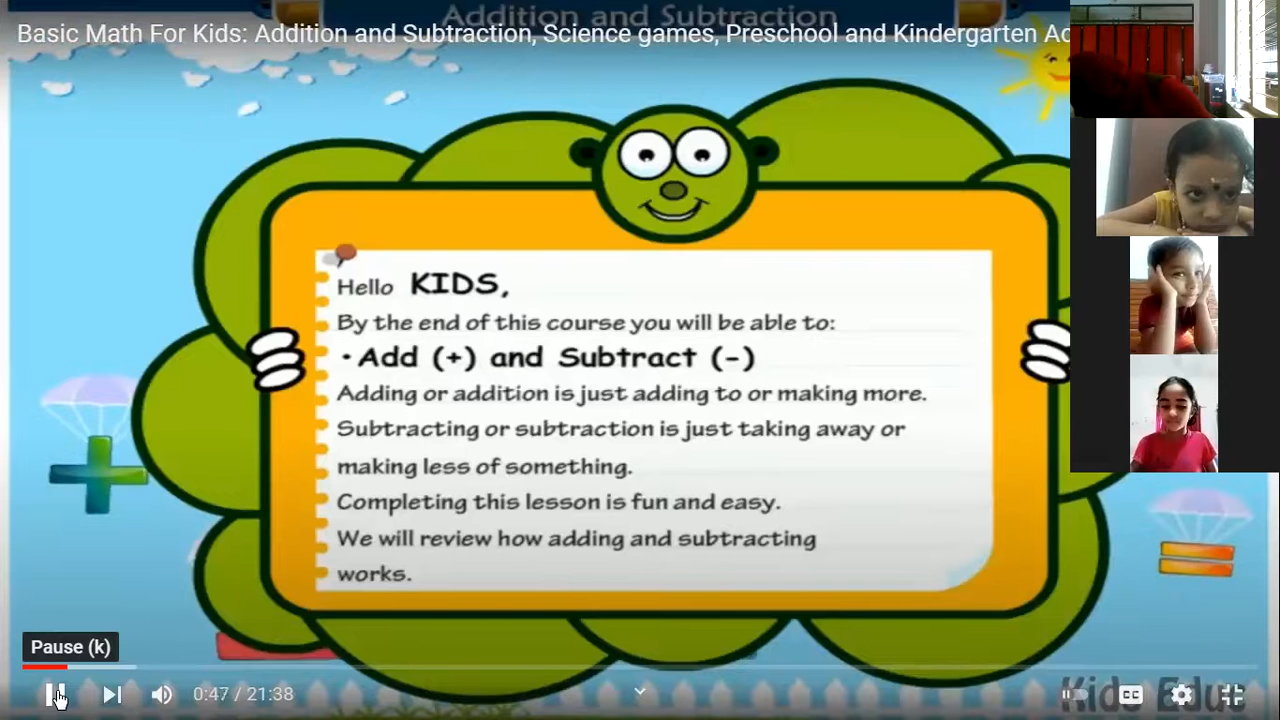 Addition and Subtraction
Basic Math For Kids: Addition and Subtraction, Science games, Preschool and Kindergarten Ac
Hello KIDS,
By the end of this course you will be able to:
• Add (+) and Subtract (-)
Adding or addition is just adding to or making more.
Subtracting or subtraction is just taking away or
making less of something.
Completing this lesson is fun and easy.
We will review how adding and subtracting
works.
Pause (k)
0:47 / 21:38
CC
Kids Educ